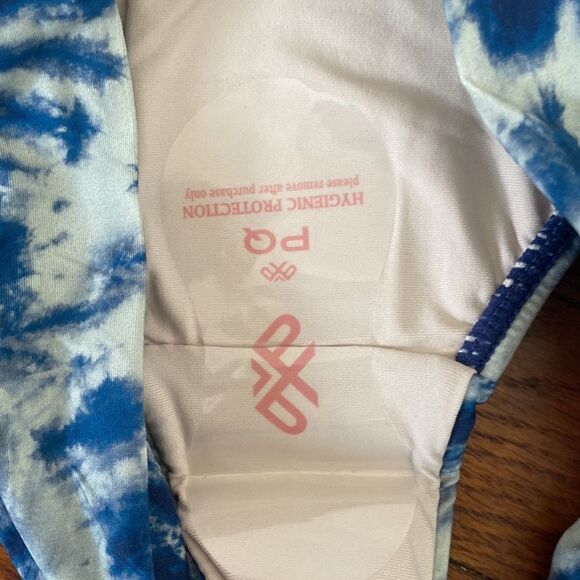 PQ
HYGIENIC PROTECTION
please remove after purchase only